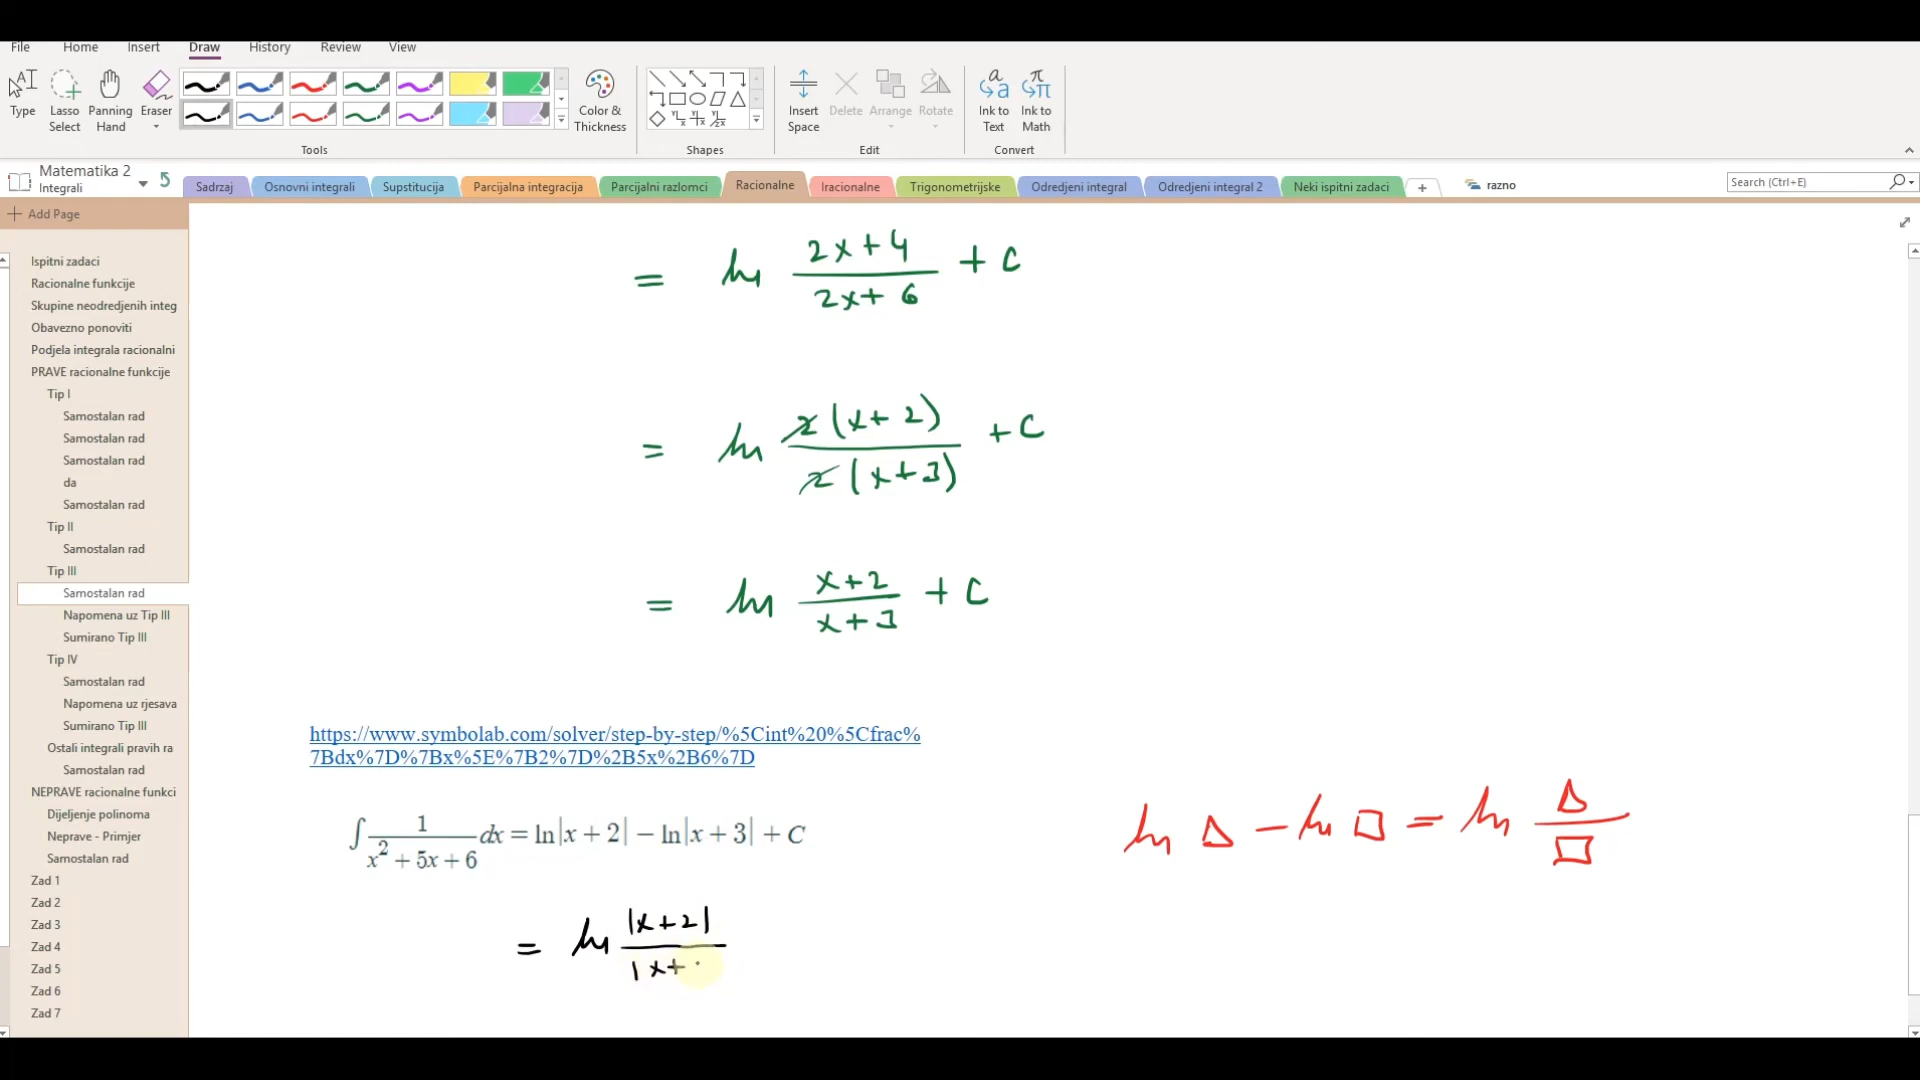 File Home Insert Draw History Review View
Type Lasso Select Panning Hand Eraser Color & Thickness Insert Space Delete Arrange Rotate Ink to Text Ink to Math
Tools Shapes Edit Convert
Matematika 2
Integrali
Sadrzaj Osnovni integrali Supstitucija Parcijalna integracija Parcijalni razlomci Racionalne Iracionalne Trigonometrijske Odredjeni integral Odredjeni integral 2 Neki ispitni zadaci + razno Search (Ctrl+E)
Add Page
Ispitni zadaci
Racionalne funkcije
Skupine neodredjenih integ
Obavezno ponoviti
Podjela integrala racionalni
PRAVE racionalne funkcije
Tip I
Samostalan rad
Samostalan rad
Samostalan rad
da
Samostalan rad
Tip II
Samostalan rad
Tip III
Samostalan rad
Napomena uz Tip III
Sumirano Tip III
Tip IV
Samostalan rad
Napomena uz rjesava
Sumirano Tip III
Ostali integrali pravih ra
Samostalan rad
NEPRAVE racionalne funkci
Dijeljenje polinoma
Neprave - Primjer
Samostalan rad
Zad 1
Zad 2
Zad 3
Zad 4
Zad 5
Zad 6
Zad 7
= ln (2x+4)/(2x+6) + C
= ln 2(x+2)/2(x+3) + C
= ln (x+2)/(x+3) + C
https://www.symbolab.com/solver/step-by-step/%5Cint%20%5Cfrac%
7Bdx%7D%7Bx%5E%7B2%7D%2B5x%2B6%7D
∫ 1/(x² + 5x + 6) dx = ln|x + 2| − ln|x + 3| + C
ln △ − ln □ = ln △/□
= ln |x+2|/|x+